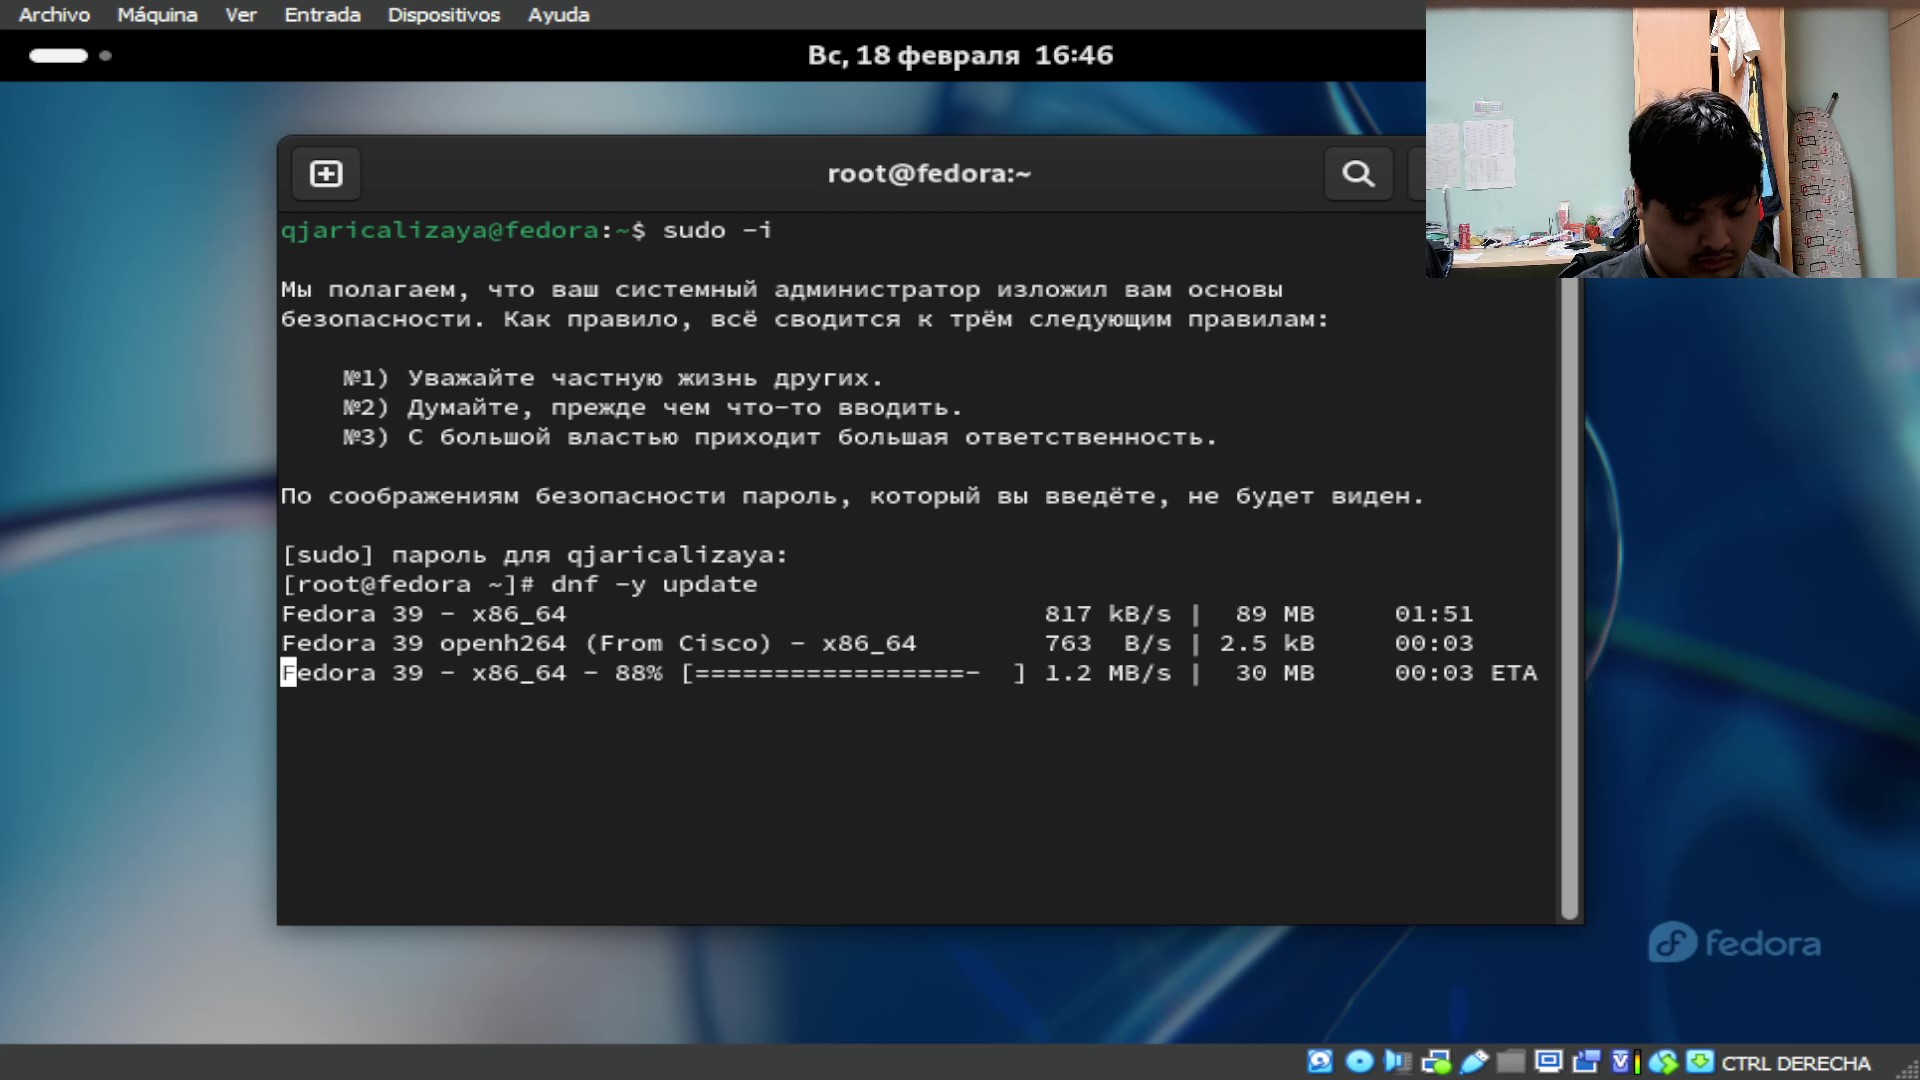 Archivo Máquina Ver Entrada Dispositivos Ayuda
Вс, 18 февраля 16:46
root@fedora:~
qjaricalizaya@fedora:~$ sudo -i
Мы полагаем, что ваш системный администратор изложил вам основы
безопасности. Как правило, всё сводится к трём следующим правилам:
№1) Уважайте частную жизнь других.
№2) Думайте, прежде чем что-то вводить.
№3) С большой властью приходит большая ответственность.
По соображениям безопасности пароль, который вы введёте, не будет виден.
[sudo] пароль для qjaricalizaya:
[root@fedora ~]# dnf -y update
Fedora 39 - x86_64 817 kB/s | 89 MB 01:51
Fedora 39 openh264 (From Cisco) - x86_64 763 B/s | 2.5 kB 00:03
Fedora 39 - x86_64 - 88% [=================- ] 1.2 MB/s | 30 MB 00:03 ETA
fedora
CTRL DERECHA